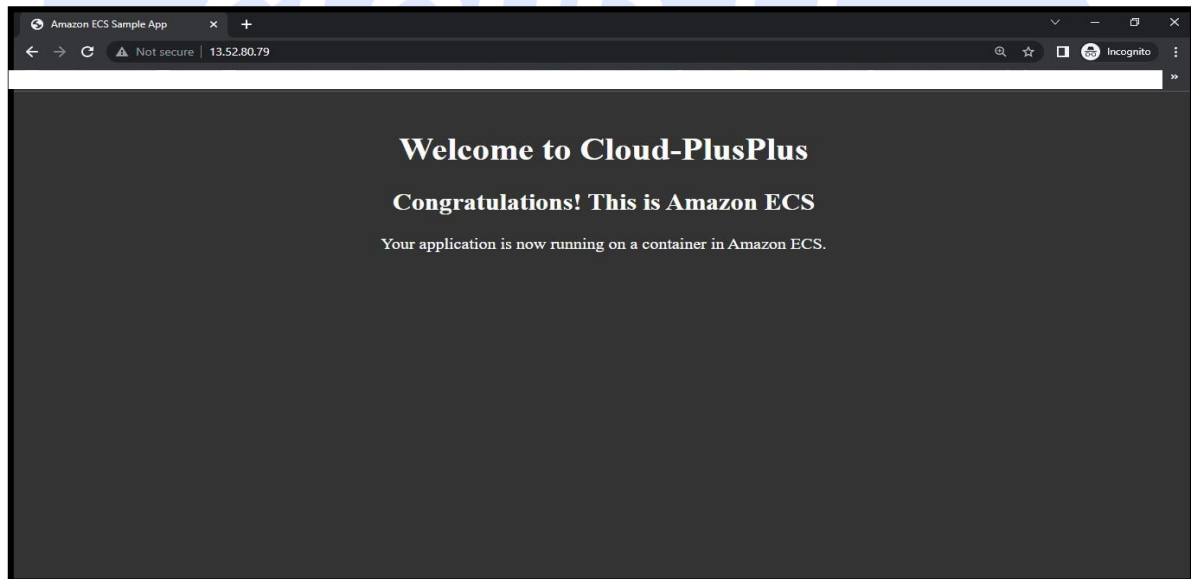 Amazon ECS Sample App
Not secure | 13.52.80.79
Incognito
Welcome to Cloud-PlusPlus
Congratulations! This is Amazon ECS
Your application is now running on a container in Amazon ECS.